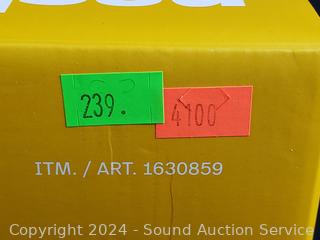 239.
4100
ITM. / ART. 1630859
Copyright 2024 - Sound Auction Service